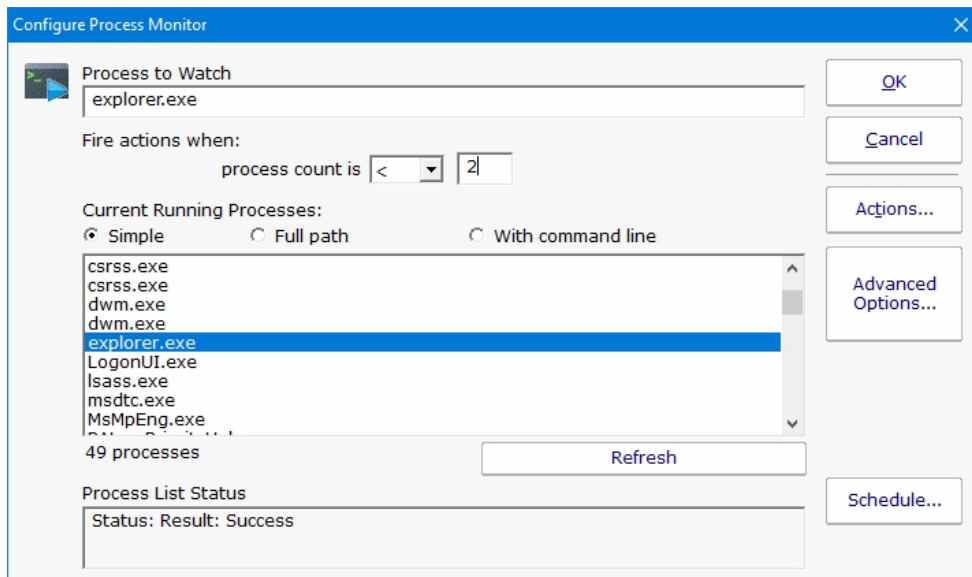 Configure Process Monitor
Process to Watch
explorer.exe
OK
Fire actions when:
Cancel
process count is < 2
Current Running Processes:
Actions...
Simple Full path With command line
csrss.exe
csrss.exe
dwm.exe
dwm.exe
Advanced
Options...
explorer.exe
LogonUI.exe
lsass.exe
msdtc.exe
MsMpEng.exe
49 processes
Refresh
Process List Status
Schedule...
Status: Result: Success